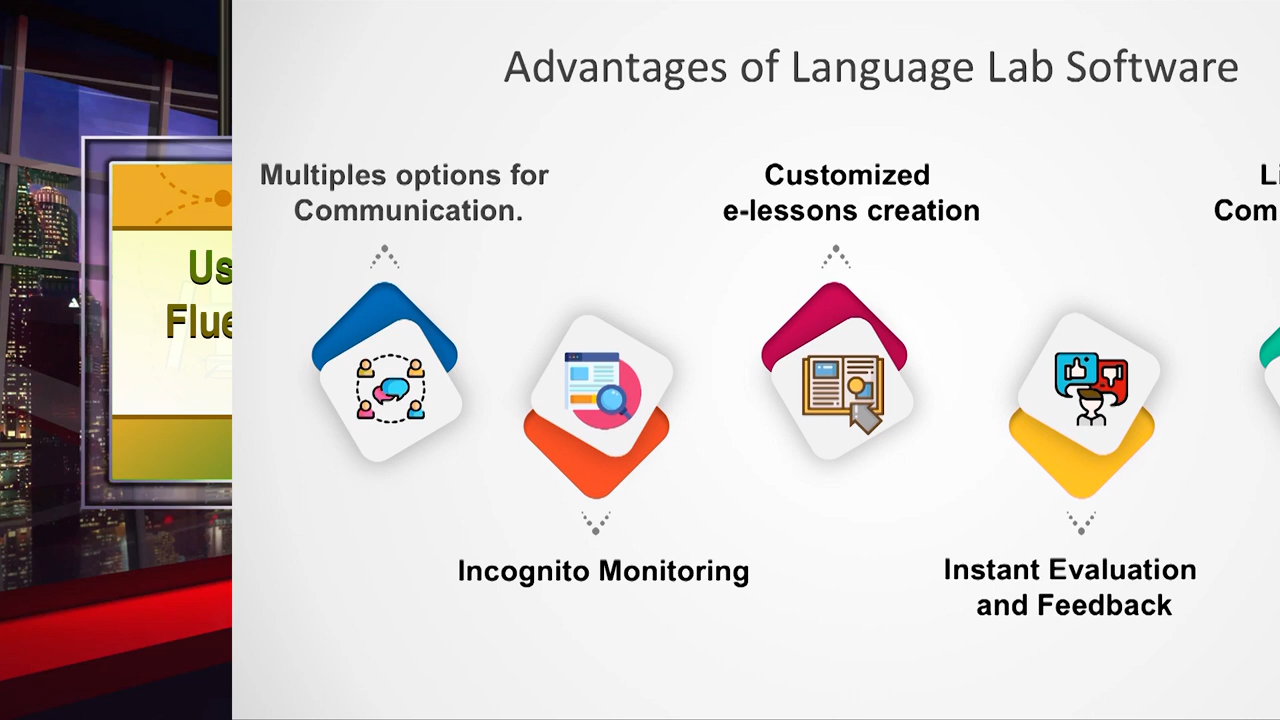 Advantages of Language Lab Software
Multiples options for
Communication.
Customized
e-lessons creation
Incognito Monitoring
Instant Evaluation
and Feedback